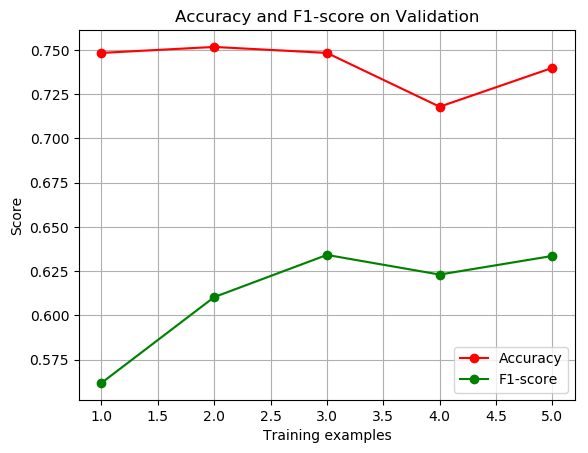 Accuracy and F1-score on Validation
0.750
0.725
0.700
0.675
0.650
0.625
0.600
0.575
Score
1.0 1.5 2.0 2.5 3.0 3.5 4.0 4.5 5.0
Training examples
Accuracy
F1-score